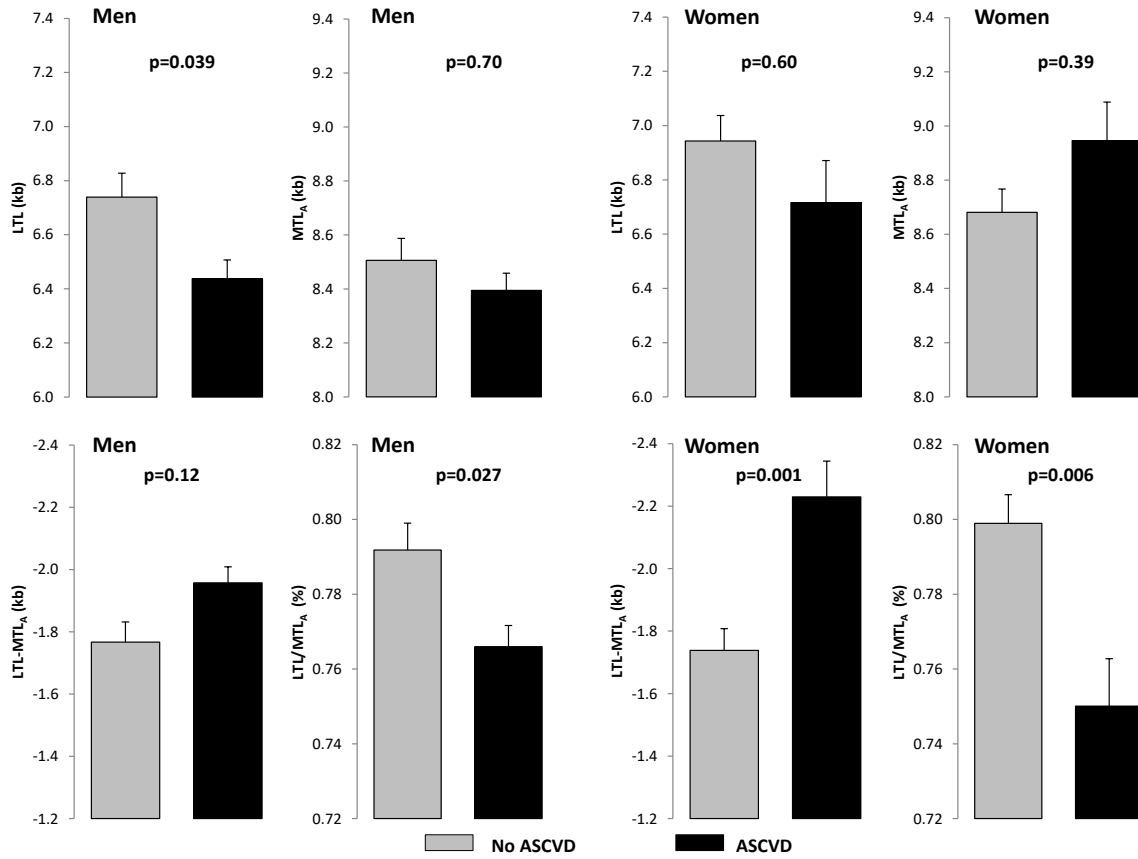 Men
p=0.039
LTL (kb)
7.4
7.2
7.0
6.8
6.6
6.4
6.2
6.0
Men
p=0.70
MTLA (kb)
9.4
9.2
9.0
8.8
8.6
8.4
8.2
8.0
Women
p=0.60
LTL (kb)
7.4
7.2
7.0
6.8
6.6
6.4
6.2
6.0
Women
p=0.39
MTLA (kb)
9.4
9.2
9.0
8.8
8.6
8.4
8.2
8.0
Men
p=0.12
LTL-MTLA (kb)
-2.4
-2.2
-2.0
-1.8
-1.6
-1.4
-1.2
Men
p=0.027
LTL/MTLA (%)
0.82
0.80
0.78
0.76
0.74
0.72
Women
p=0.001
LTL-MTLA (kb)
-2.4
-2.2
-2.0
-1.8
-1.6
-1.4
-1.2
Women
p=0.006
LTL/MTLA (%)
0.82
0.80
0.78
0.76
0.74
0.72
No ASCVD
ASCVD